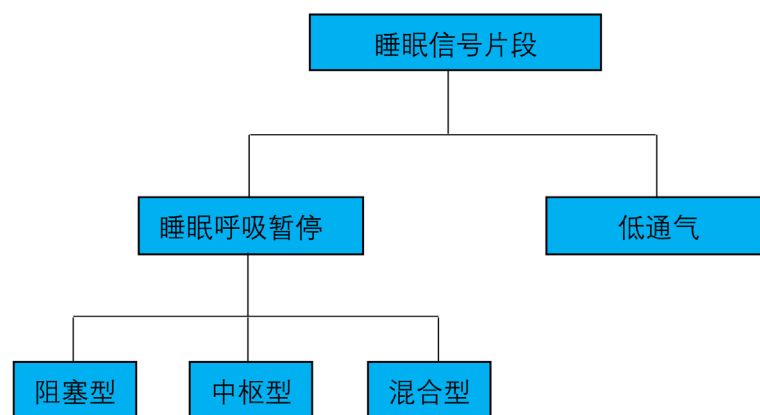 睡眠信号片段
睡眠呼吸暂停
低通气
阻塞型
中枢型
混合型